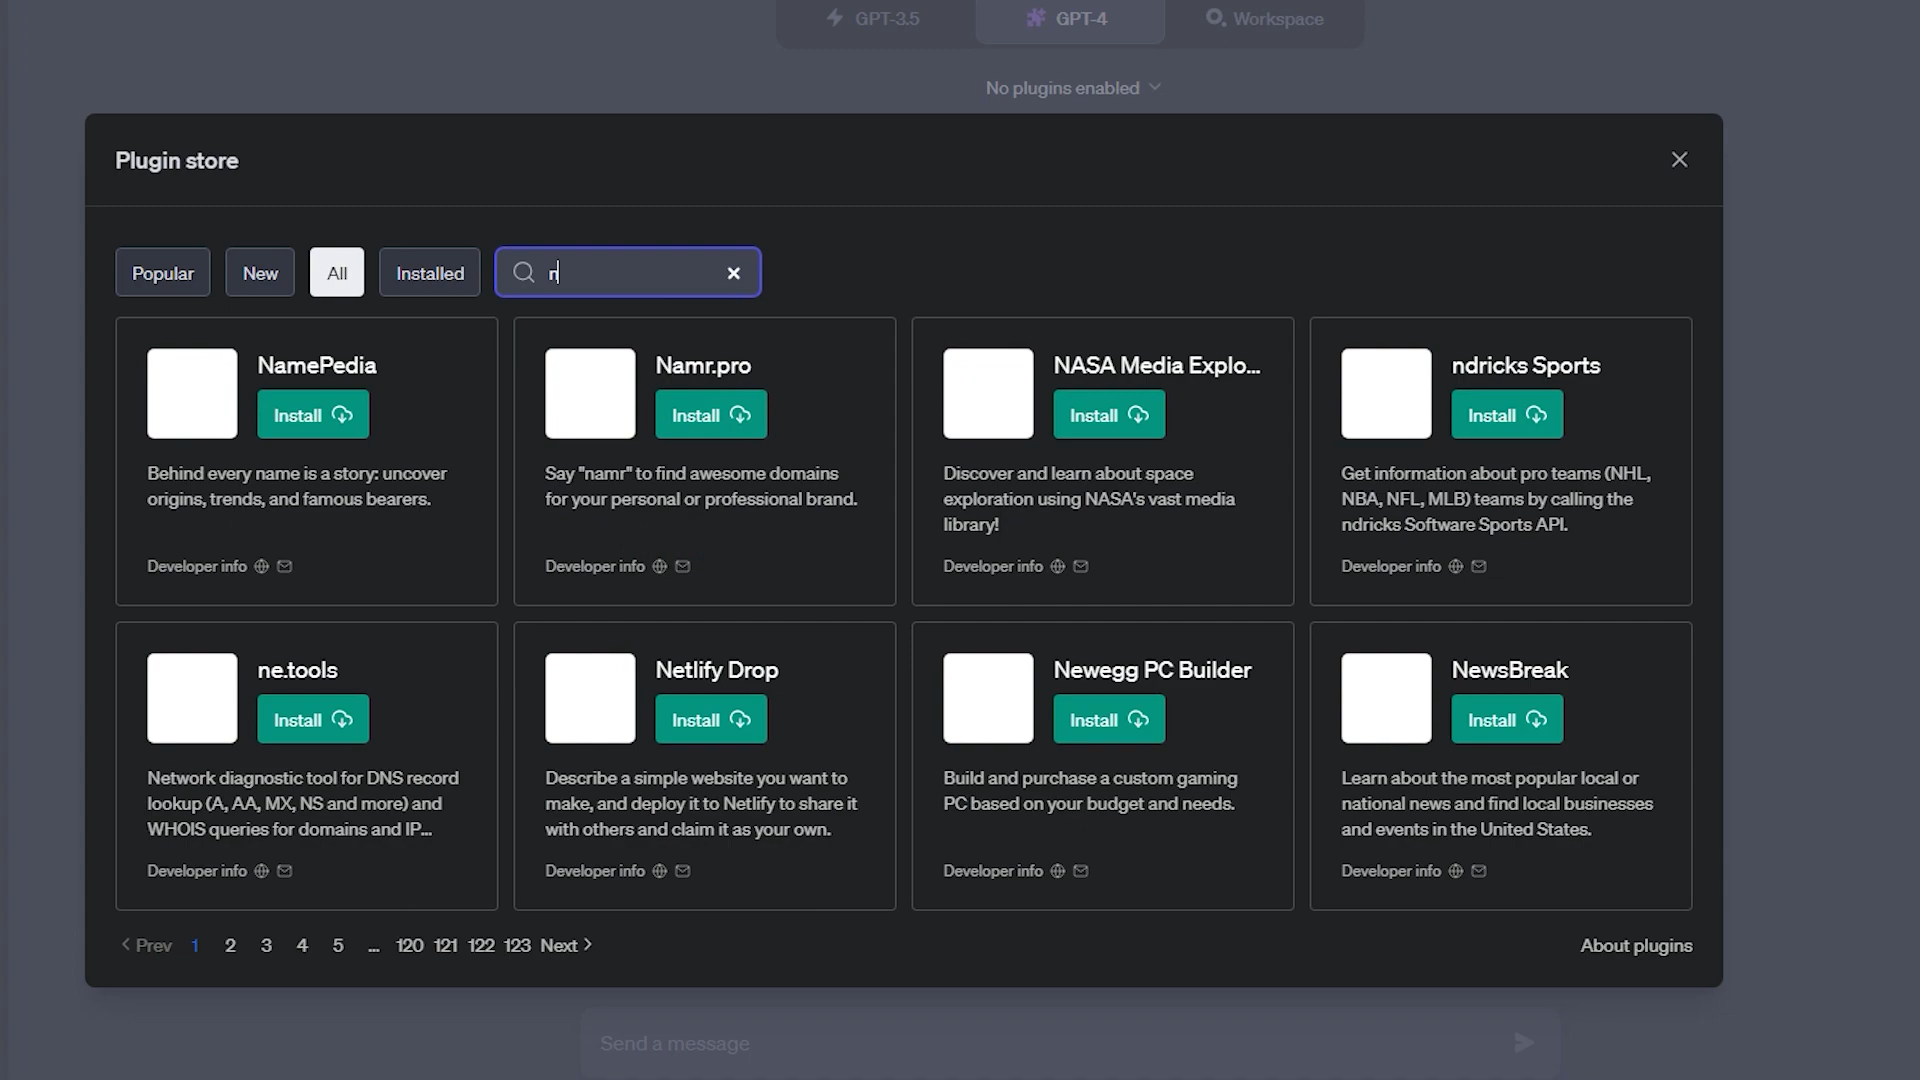 GPT-3.5
GPT-4
Workspace
No plugins enabled
Plugin store
Popular
New
All
Installed
n
NamePedia
Install
Behind every name is a story: uncover
origins, trends, and famous bearers.
Developer info
Namr.pro
Install
Say "namr" to find awesome domains
for your personal or professional brand.
Developer info
NASA Media Explo...
Install
Discover and learn about space
exploration using NASA's vast media
library!
Developer info
ndricks Sports
Install
Get information about pro teams (NHL,
NBA, NFL, MLB) teams by calling the
ndricks Software Sports API.
Developer info
ne.tools
Install
Network diagnostic tool for DNS record
lookup (A, AA, MX, NS and more) and
WHOIS queries for domains and IP...
Developer info
Netlify Drop
Install
Describe a simple website you want to
make, and deploy it to Netlify to share it
with others and claim it as your own.
Developer info
Newegg PC Builder
Install
Build and purchase a custom gaming
PC based on your budget and needs.
Developer info
NewsBreak
Install
Learn about the most popular local or
national news and find local businesses
and events in the United States.
Developer info
Prev 1 2 3 4 5 ... 120 121 122 123 Next
About plugins
Send a message